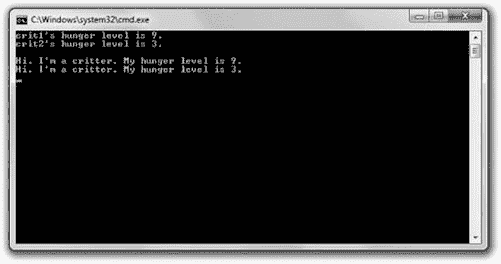 C:\Windows\system32\cmd.exe
crit1's hunger level is 9.
crit2's hunger level is 3.
Hi. I'm a critter. My hunger level is 9.
Hi. I'm a critter. My hunger level is 3.